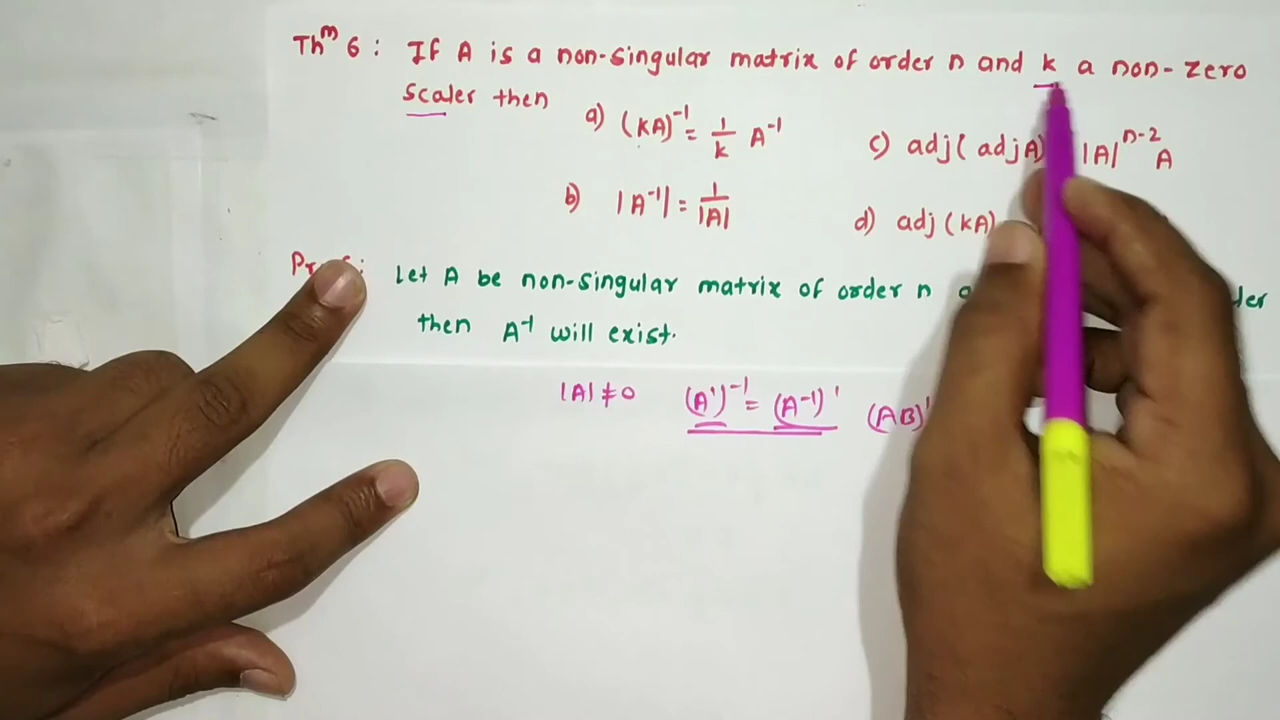 Thm 6 : If A is a non-singular matrix of order n and k a non-zero
scaler then
a) (kA)⁻¹ = 1/k A⁻¹
b) |A⁻¹| = 1/|A|
c) adj( adjA) |A|ⁿ⁻² A
d) adj (kA)
Let A be non-singular matrix of order n
then A⁻¹ will exist.
|A| ≠ 0 (A')⁻¹ = (A⁻¹)' (AB)'